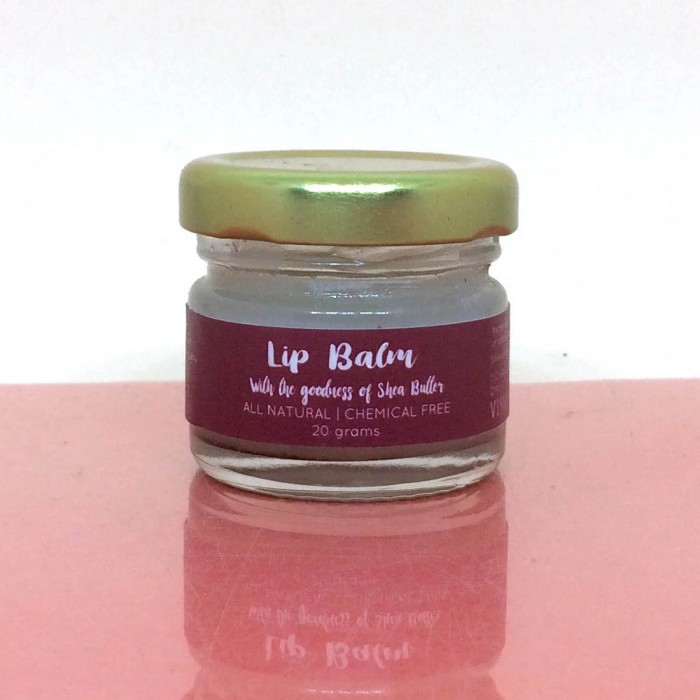 Lip Balm
With the goodness of Shea Butter
ALL NATURAL | CHEMICAL FREE
20 grams